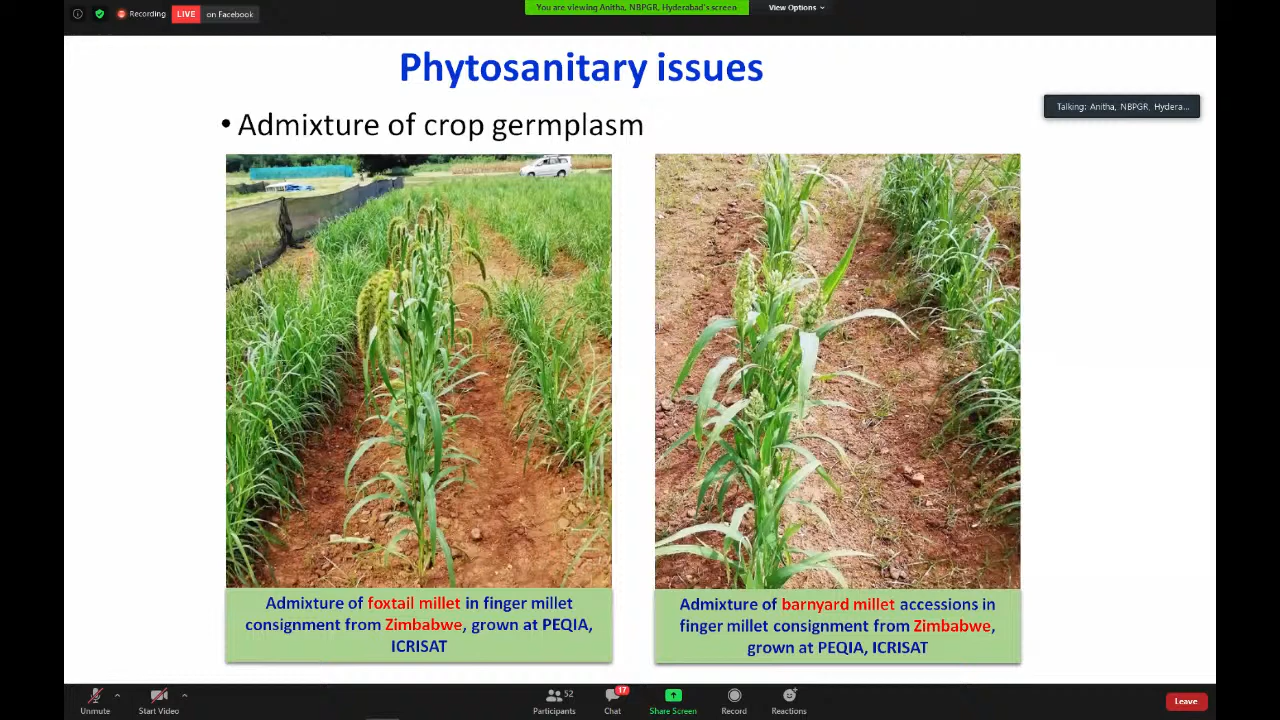 Recording
LIVE
on Facebook
You are viewing Anitha, NBPGR, Hyderabad's screen
View Options
Phytosanitary issues
Talking: Anitha, NBPGR, Hydera...
• Admixture of crop germplasm
Admixture of foxtail millet in finger millet
consignment from Zimbabwe, grown at PEQIA,
ICRISAT
Admixture of barnyard millet accessions in
finger millet consignment from Zimbabwe,
grown at PEQIA, ICRISAT
Unmute
Start Video
52
Participants
17
Chat
Share Screen
Record
Reactions
Leave